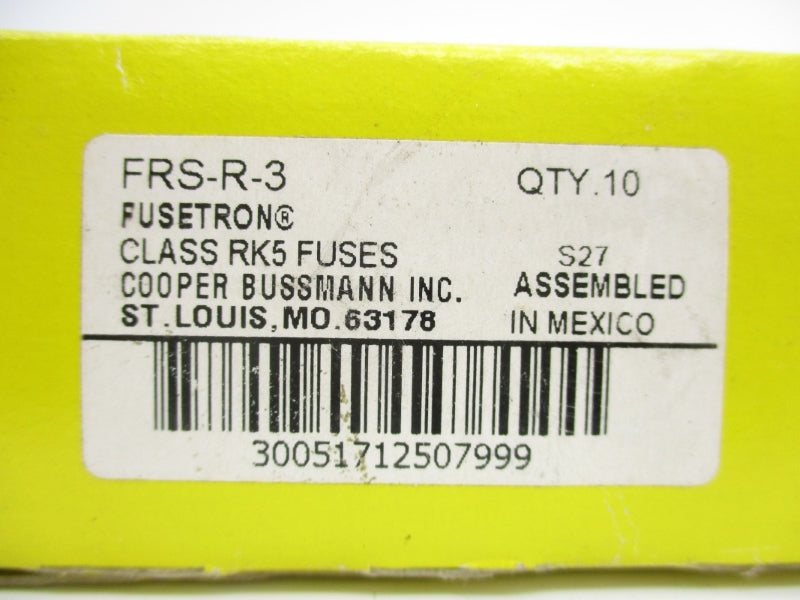 FRS-R-3 QTY.10
FUSETRON®
CLASS RK5 FUSES S27
COOPER BUSSMANN INC. ASSEMBLED
ST.LOUIS,MO.63178 IN MEXICO
30051712507999